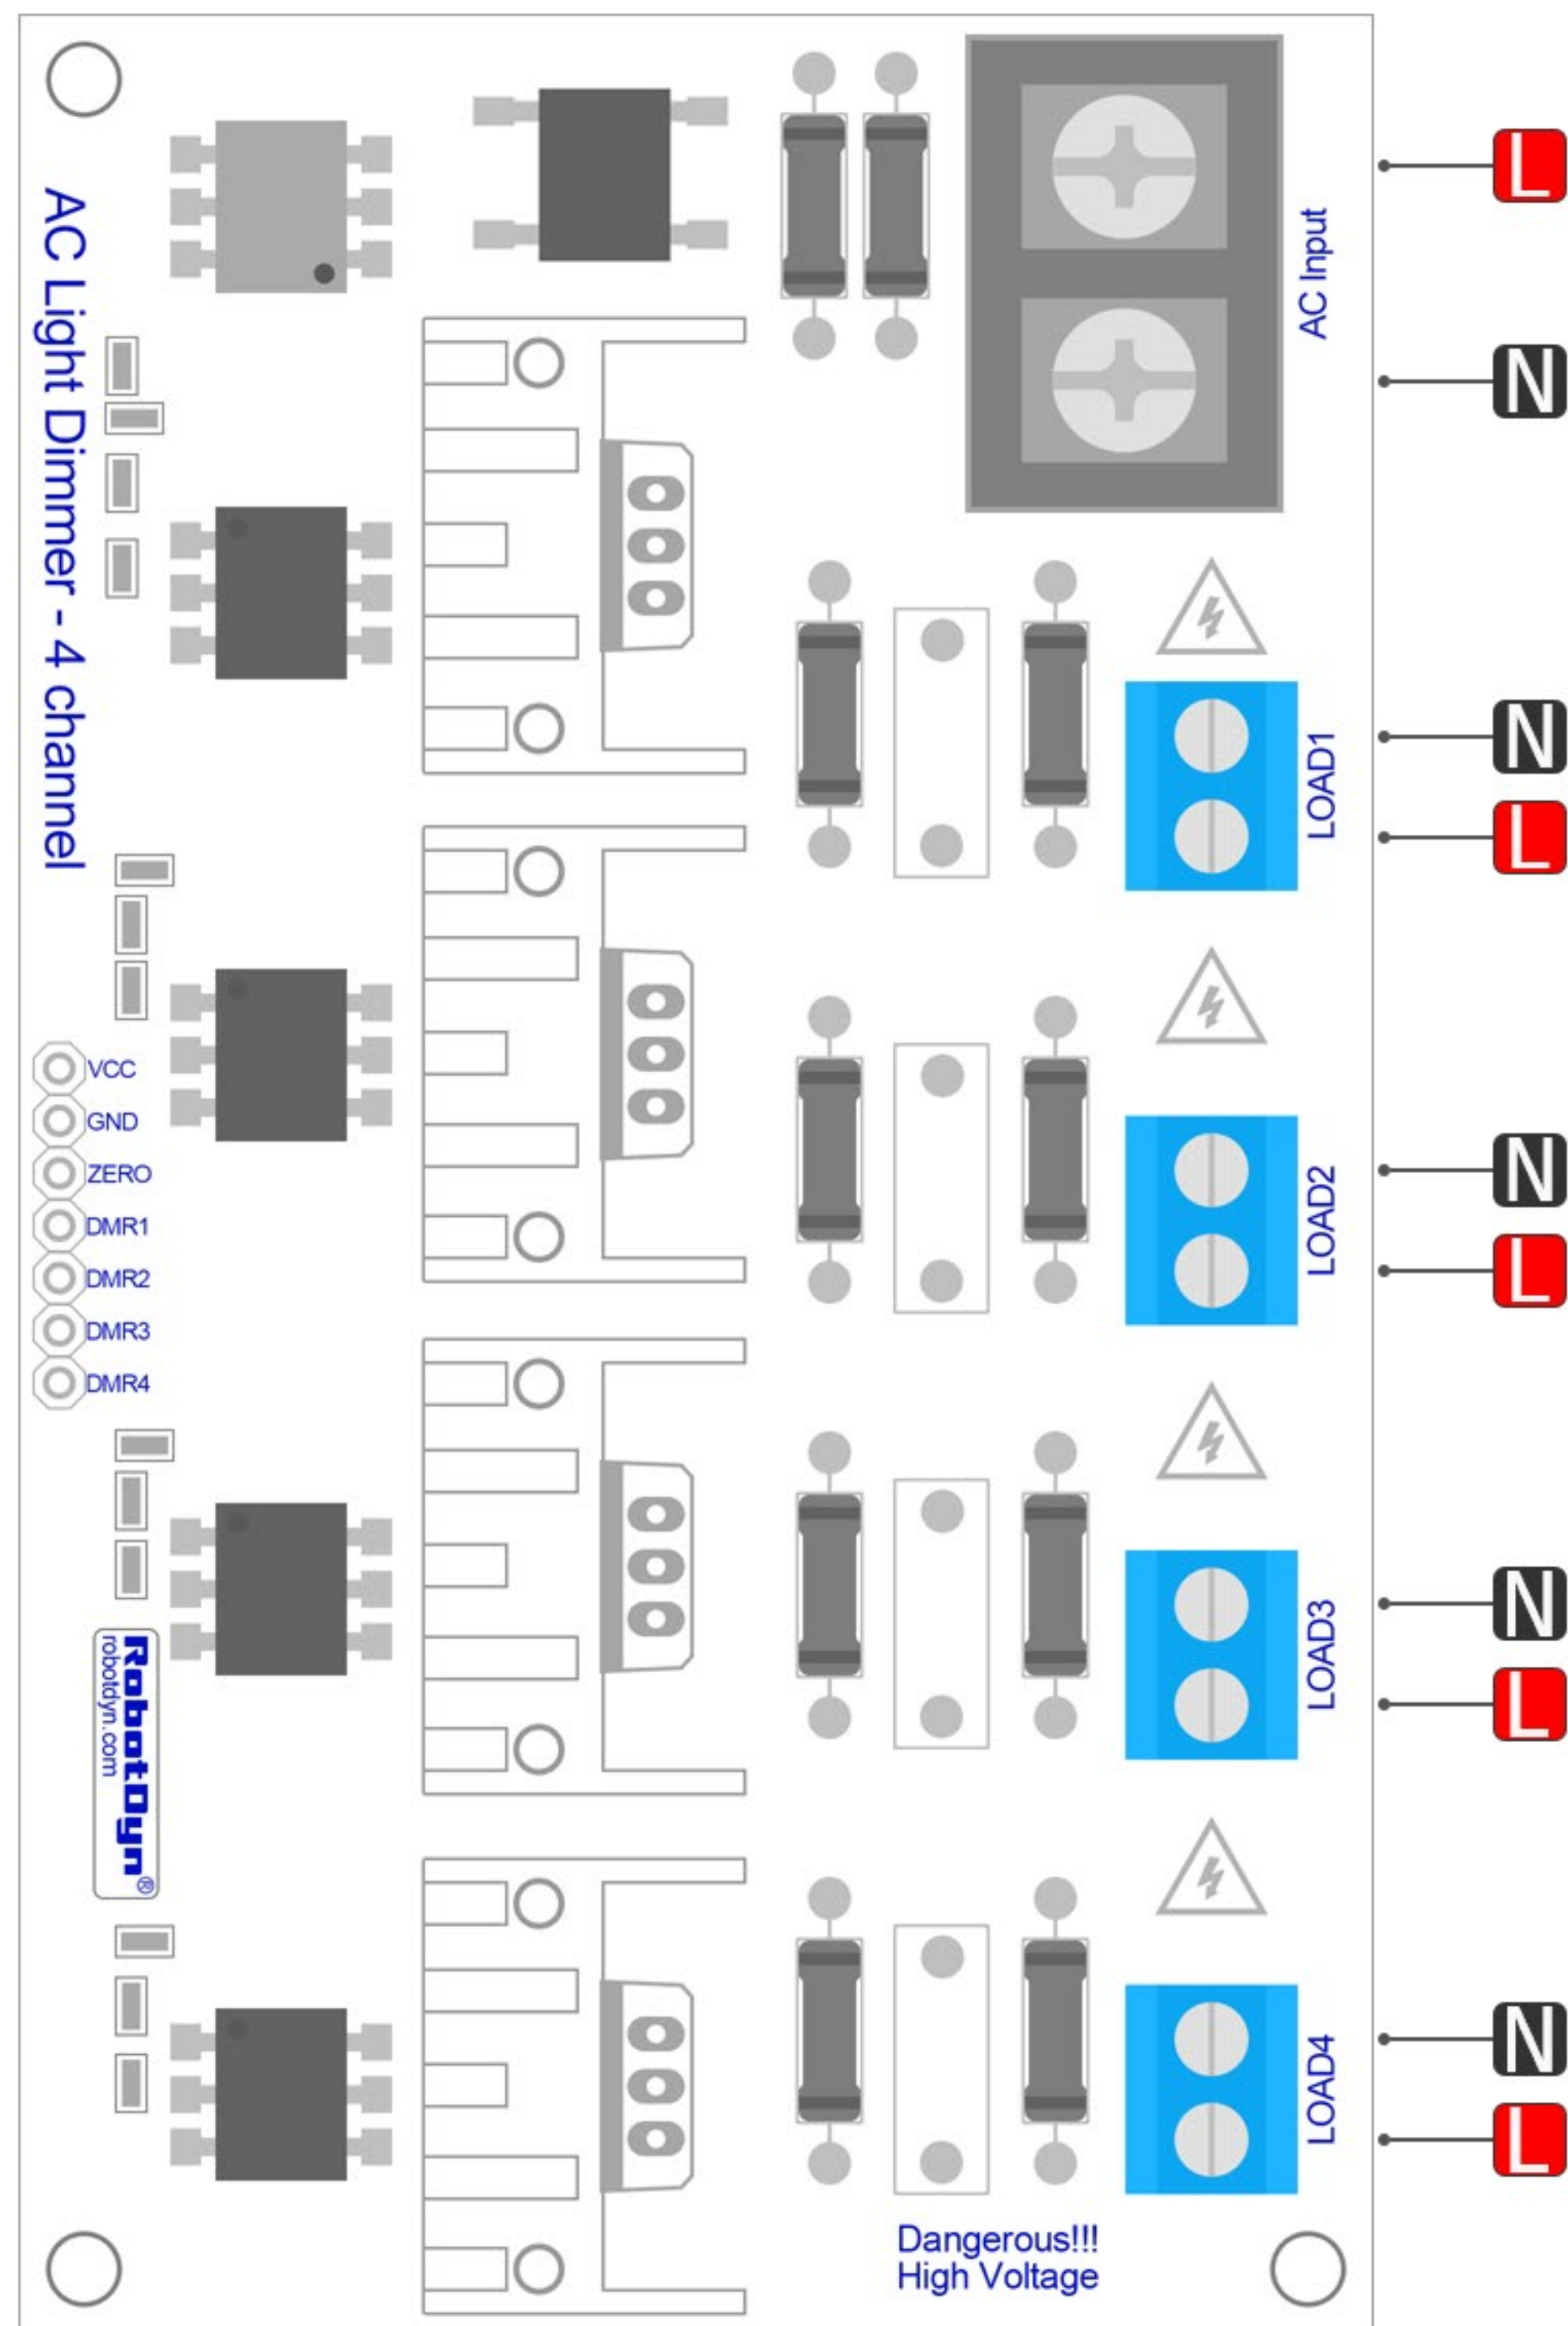 L
AC Input
N
AC Light Dimmer - 4 channel
N
LOAD1
L
VCC
GND
ZERO
DMR1
DMR2
DMR3
DMR4
N
LOAD2
L
N
LOAD3
L
RobotDyn®
robotdyn.com
N
LOAD4
L
Dangerous!!!
High Voltage